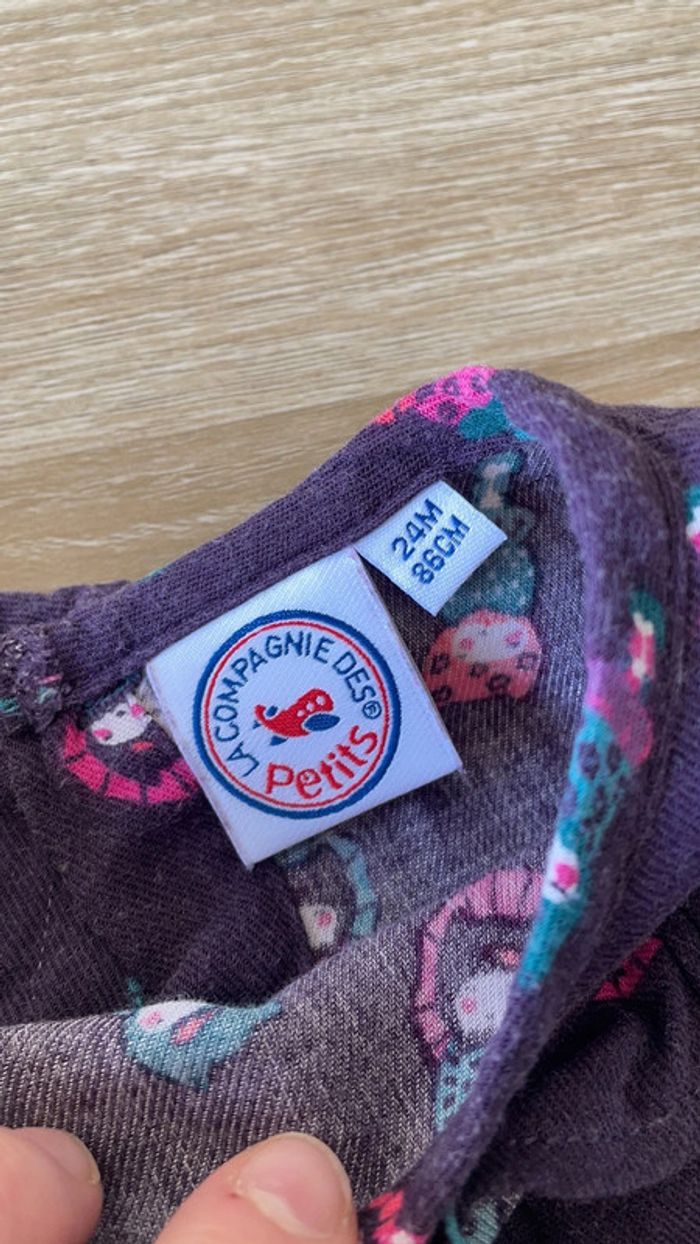 24M
86CM
LA COMPAGNIE DES®
Petits